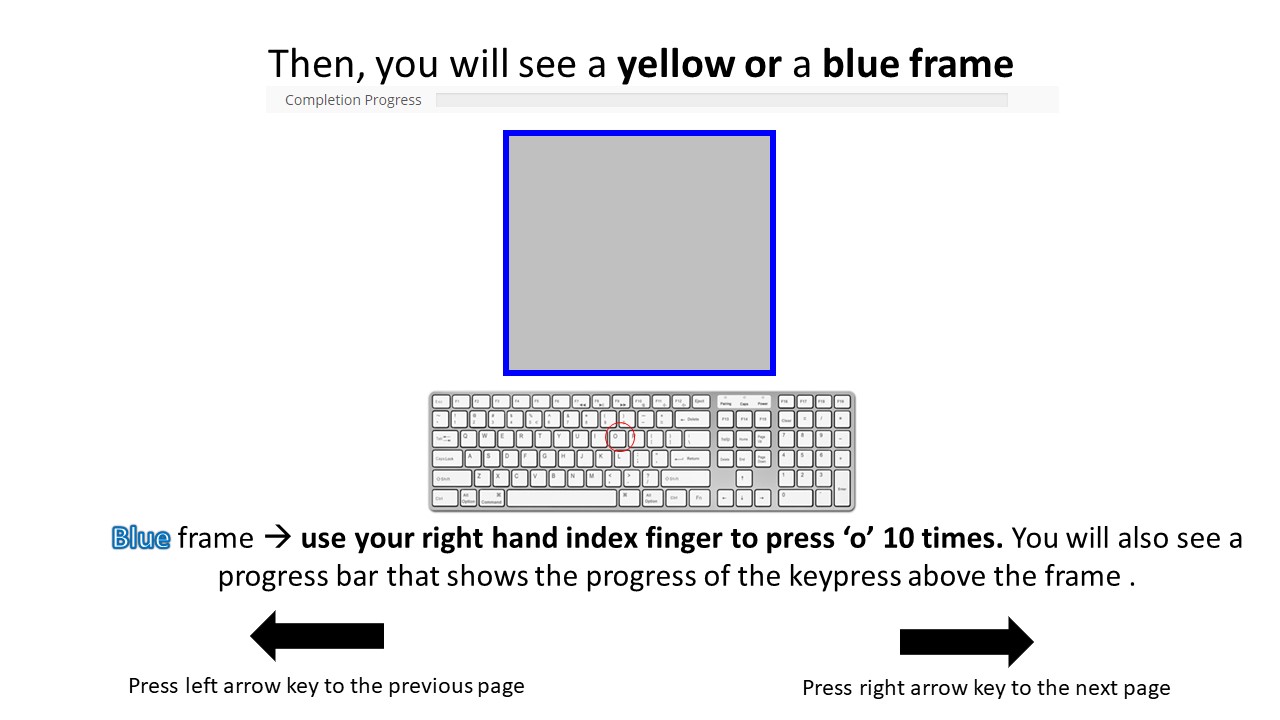 Then, you will see a yellow or a blue frame
Completion Progress
Blue frame → use your right hand index finger to press ‘o’ 10 times. You will also see a
progress bar that shows the progress of the keypress above the frame .
Press left arrow key to the previous page
Press right arrow key to the next page